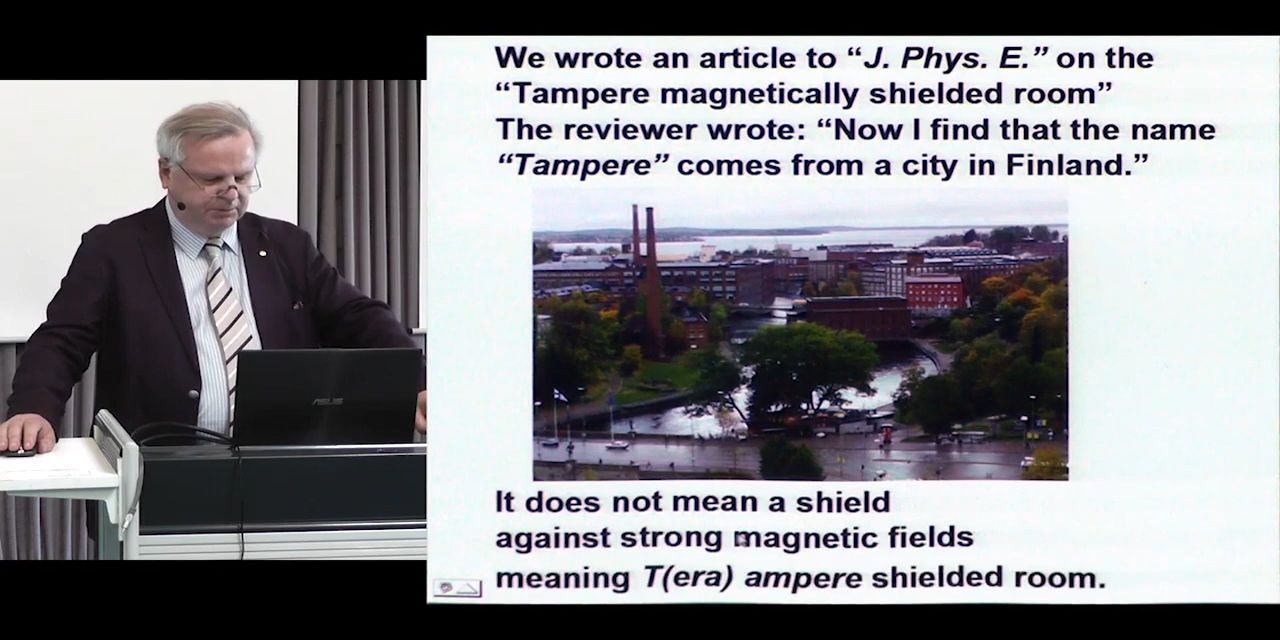 We wrote an article to “J. Phys. E.” on the
“Tampere magnetically shielded room”
The reviewer wrote: “Now I find that the name
“Tampere” comes from a city in Finland.”
It does not mean a shield
against strong magnetic fields
meaning T(era) ampere shielded room.
ASUS